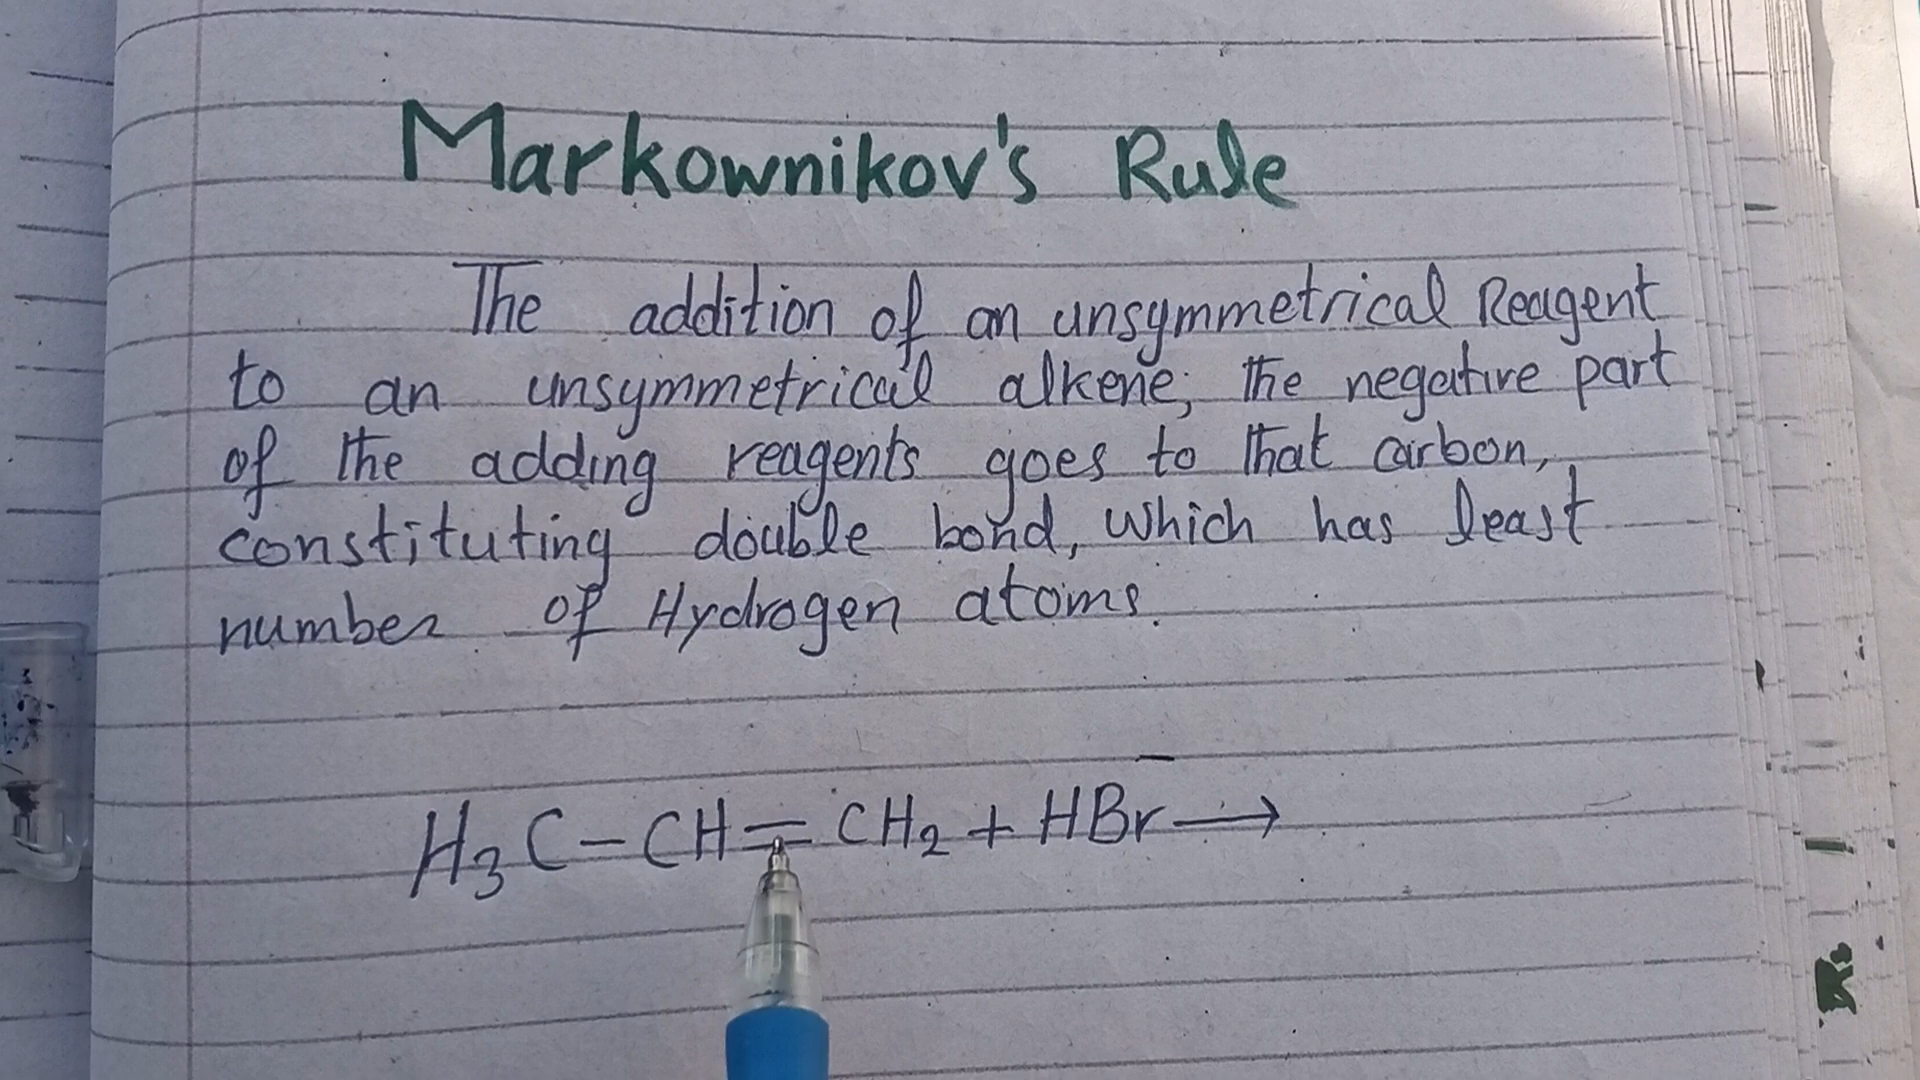 Markownikov's Rule
The addition of an unsymmetrical Reagent
to an unsymmetrical alkene; the negative part
of the adding reagents goes to that carbon,
constituting double bond, which has least
number of Hydrogen atoms.
H₃C-CH=CH₂ + HBr⟶